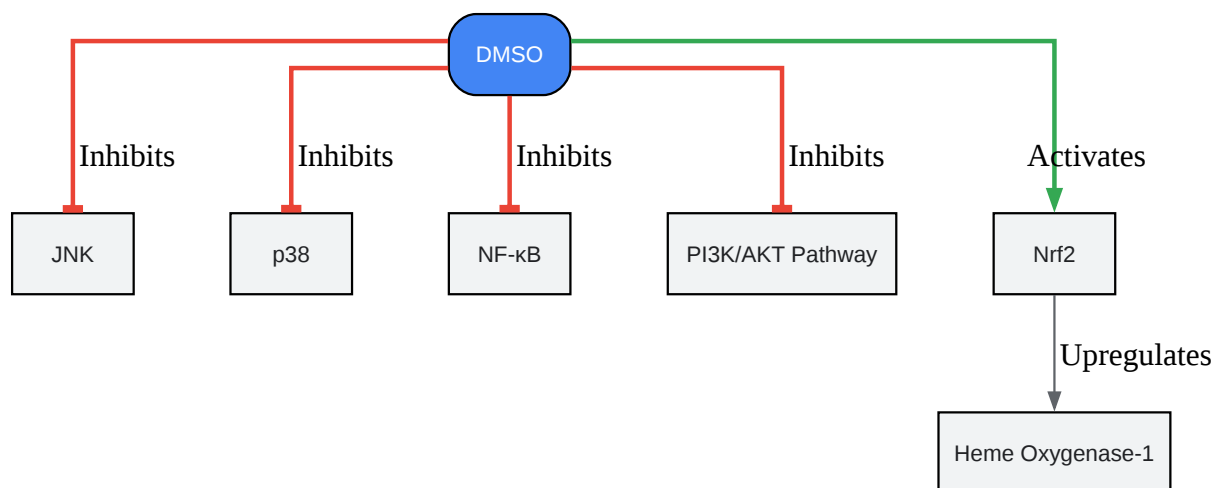 DMSO
Inhibits
Inhibits
Inhibits
Inhibits
Activates
JNK
p38
NF-κB
PI3K/AKT Pathway
Nrf2
Upregulates
Heme Oxygenase-1